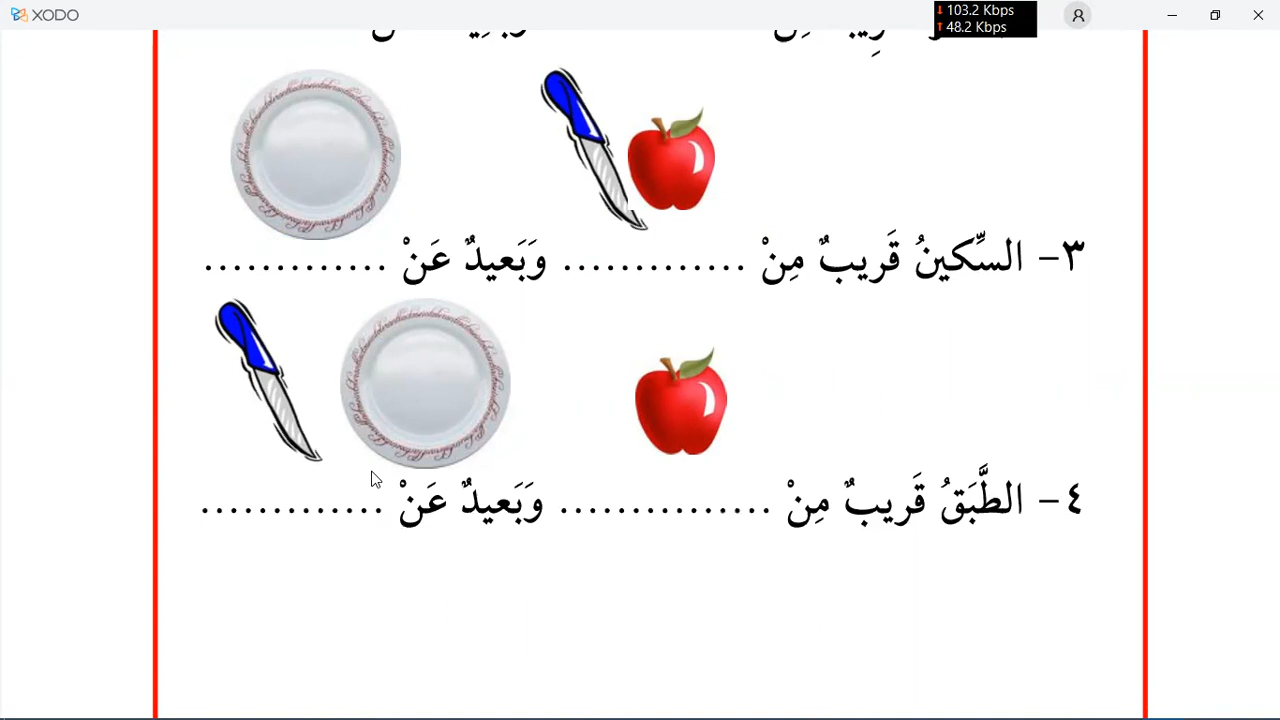 XODO
103.2 Kbps
48.2 Kbps
٣- السِّكينُ قَريبٌ مِنْ ............. وَبَعيدٌ عَنْ .............
٤- الطَّبَقُ قَريبٌ مِنْ ............... وَبَعيدٌ عَنْ .............